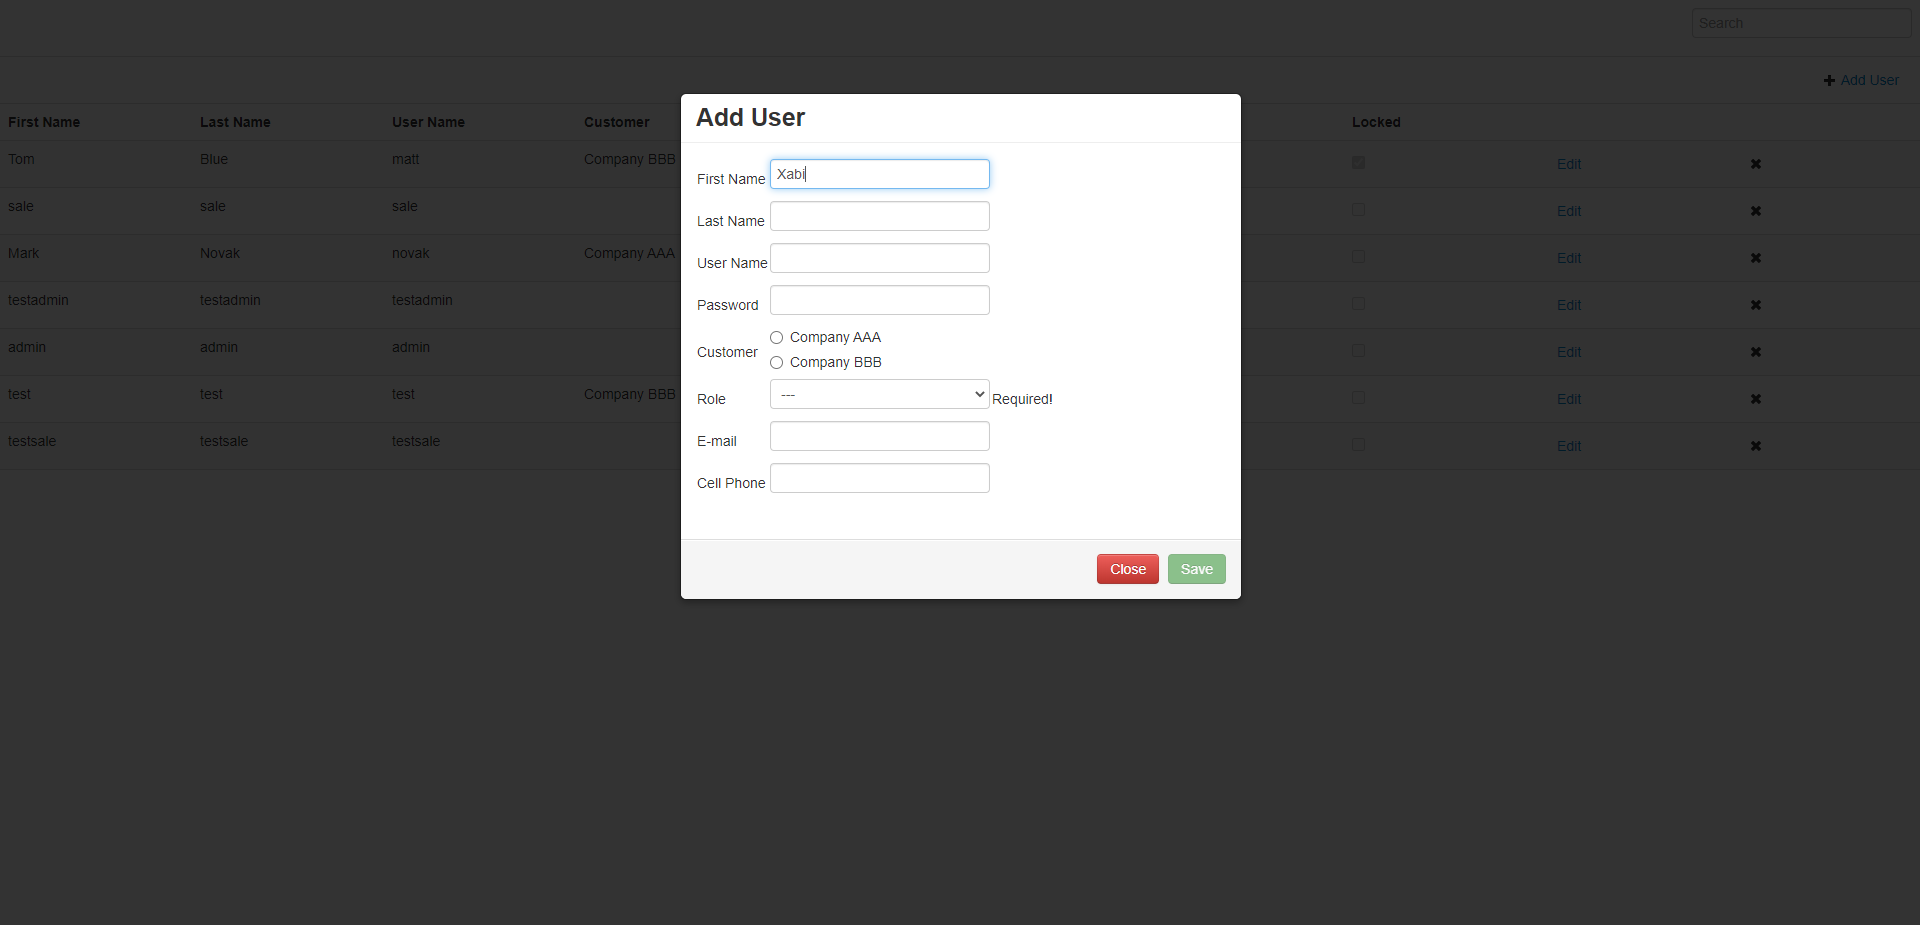 Search
Add User
First Name Last Name User Name Customer Locked
Tom Blue matt Company BBB Edit
sale sale sale Edit
Mark Novak novak Company AAA Edit
testadmin testadmin testadmin Edit
admin admin admin Edit
test test test Company BBB Edit
testsale testsale testsale Edit
Add User
First Name Xabi
Last Name
User Name
Password
Customer
Company AAA
Company BBB
Role --- Required!
E-mail
Cell Phone
Close Save